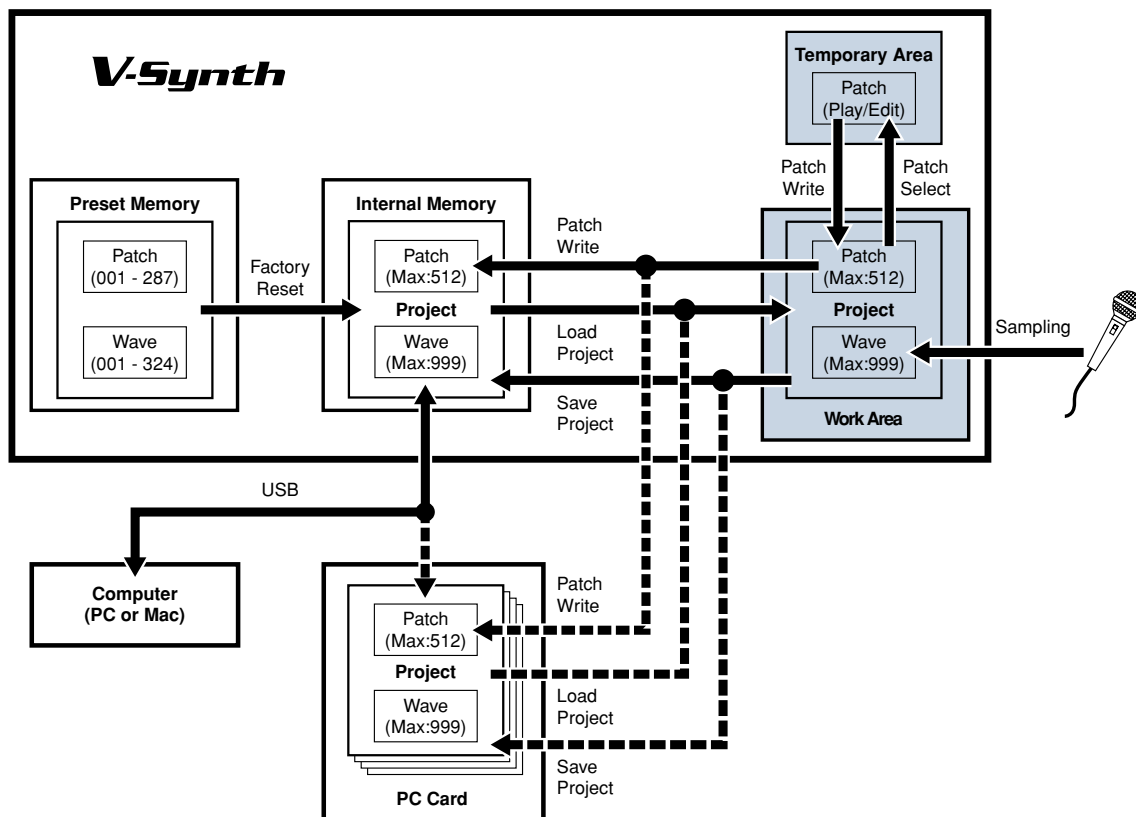 V-Synth
Temporary Area
Patch
(Play/Edit)
Patch
Write
Patch
Select
Preset Memory
Patch
(001 - 287)
Wave
(001 - 324)
Factory
Reset
Internal Memory
Patch
(Max:512)
Project
Wave
(Max:999)
Patch
Write
Load
Project
Save
Project
Patch
(Max:512)
Project
Wave
(Max:999)
Work Area
Sampling
USB
Computer
(PC or Mac)
Patch
(Max:512)
Project
Wave
(Max:999)
PC Card
Patch
Write
Load
Project
Save
Project